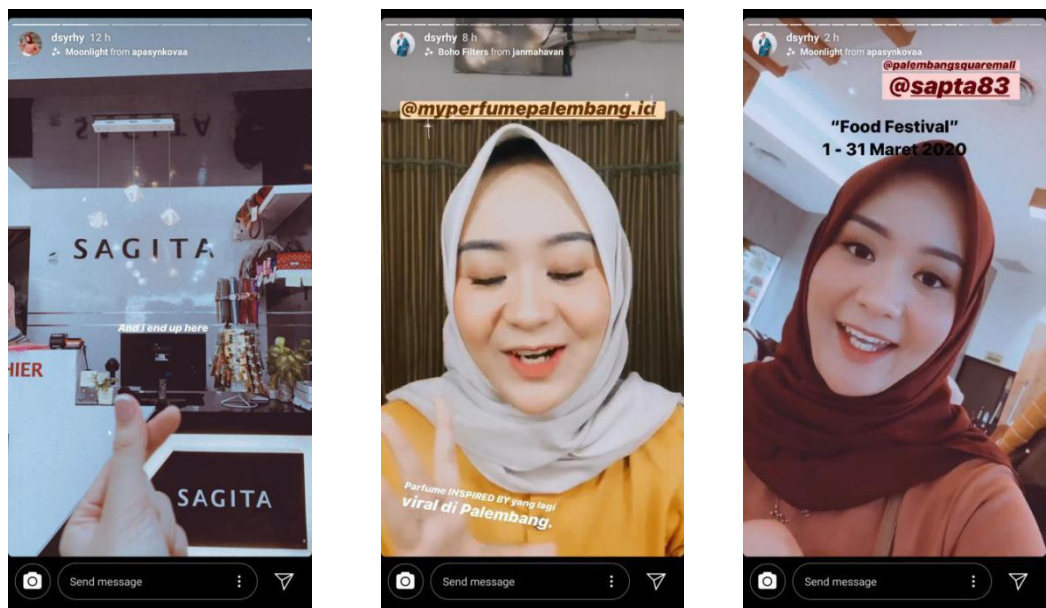 dsyrhy 12 h
Moonlight from apasynkovaa
SAGITA
And i end up here
HIER
SAGITA
Send message
dsyrhy 8 h
Boho Filters from janmahavan
@myperfumepalembang.ici
Parfume INSPIRED BY yang lagi
viral di Palembang.
Send message
dsyrhy 2 h
Moonlight from apasynkovaa
@palembangsquaremall
@sapta83
“Food Festival”
1 - 31 Maret 2020
Send message